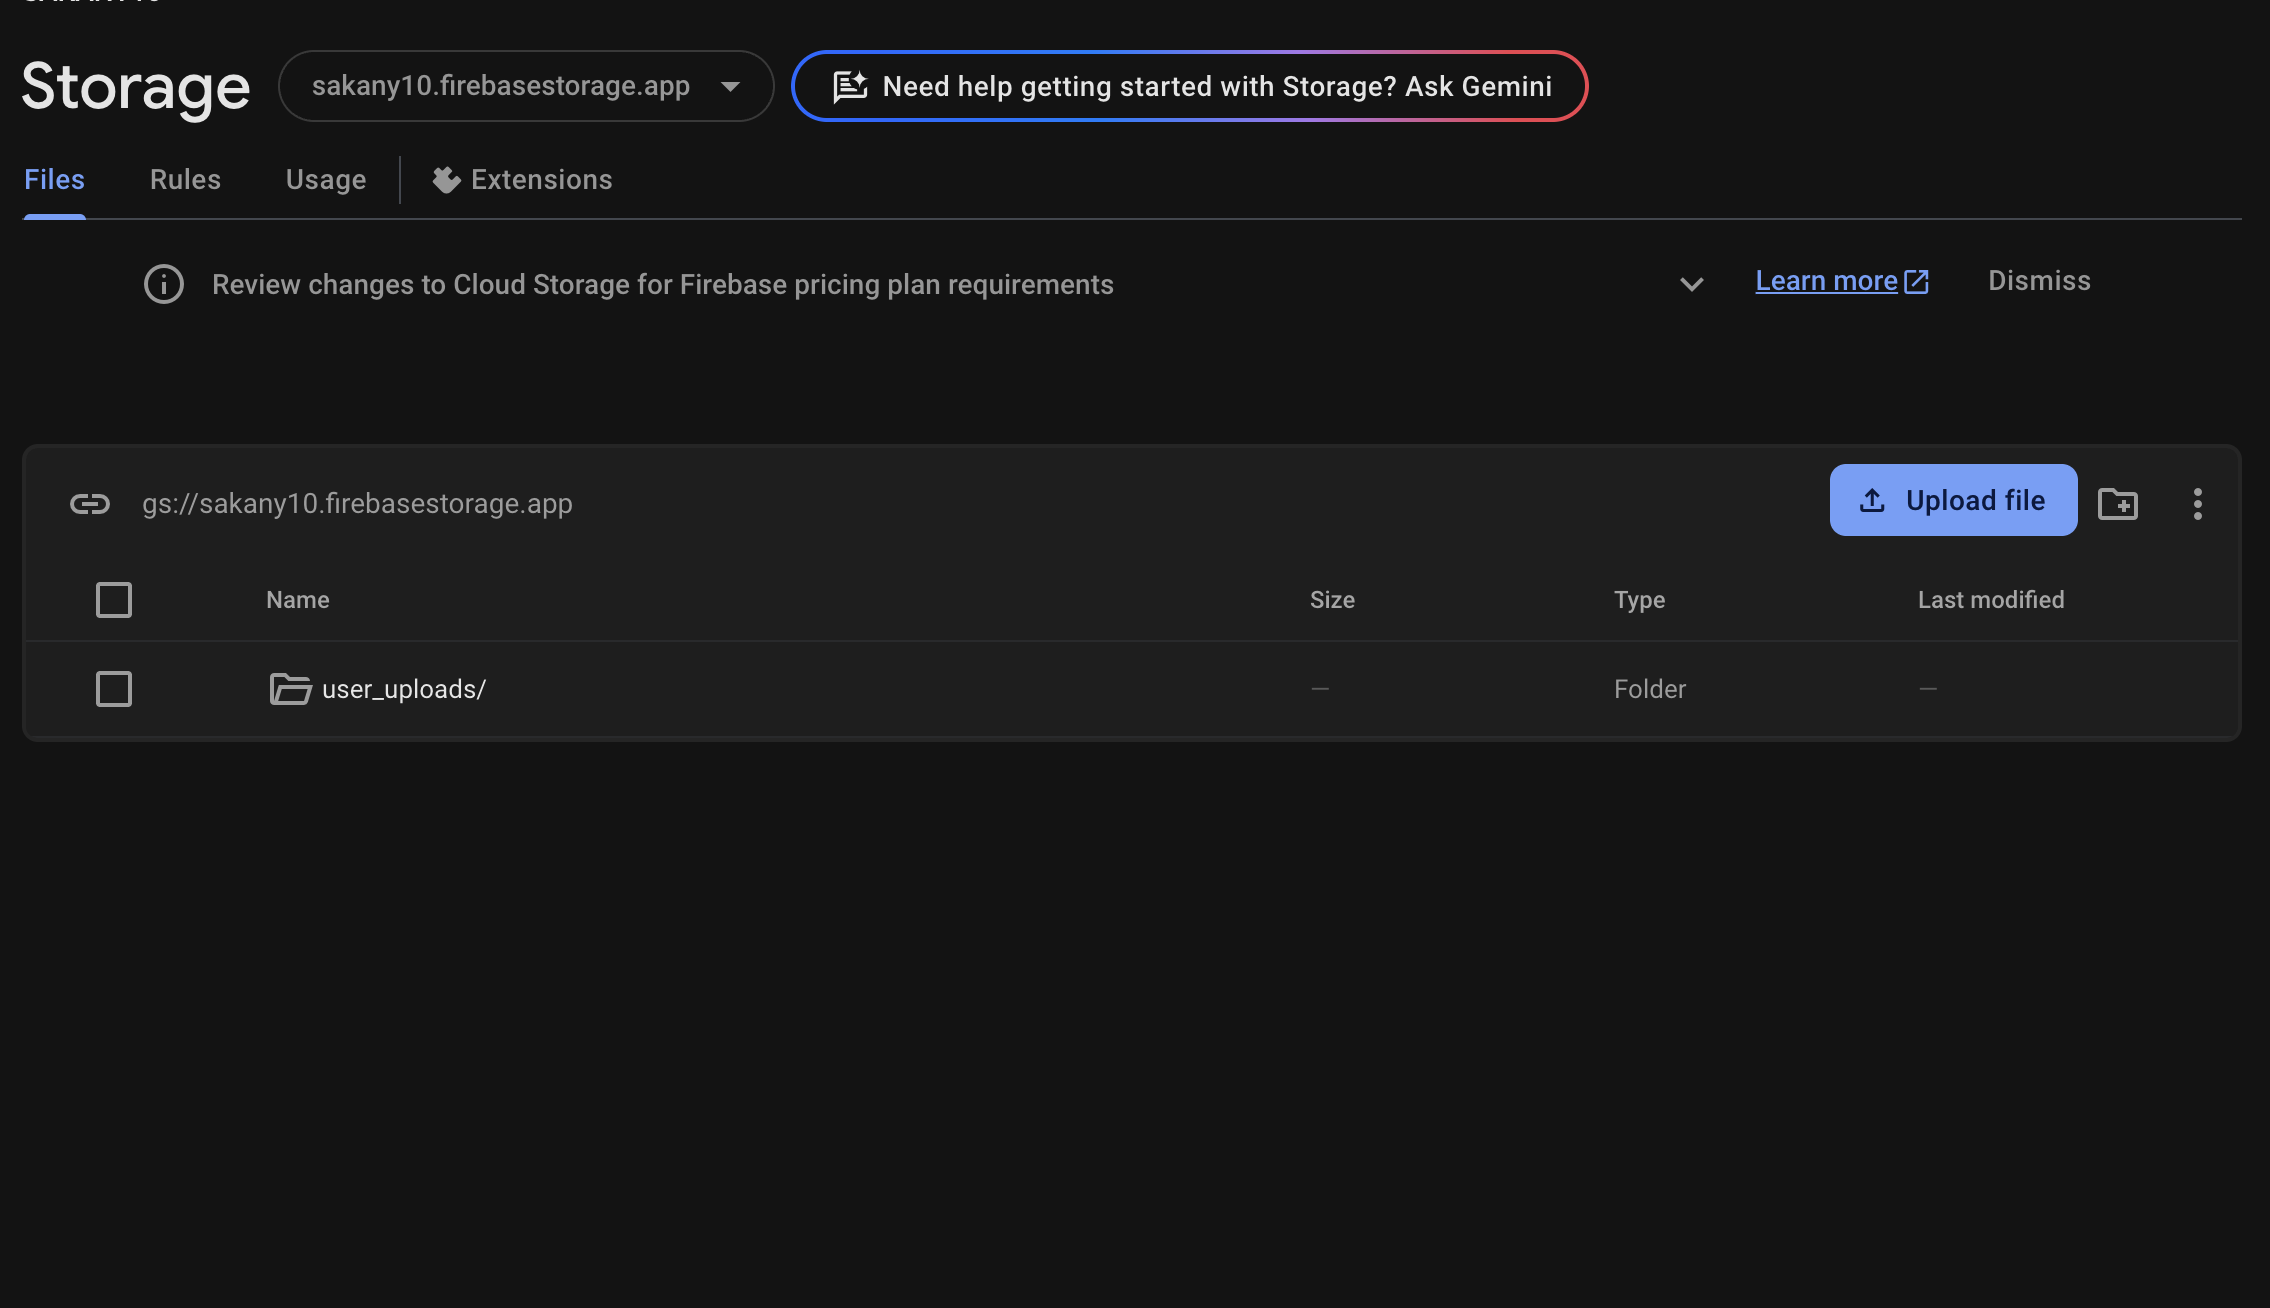 Storage
sakany10.firebasestorage.app
Need help getting started with Storage? Ask Gemini
Files
Rules
Usage
Extensions
Review changes to Cloud Storage for Firebase pricing plan requirements
Learn more
Dismiss
gs://sakany10.firebasestorage.app
Upload file
Name
Size
Type
Last modified
user_uploads/
—
Folder
—